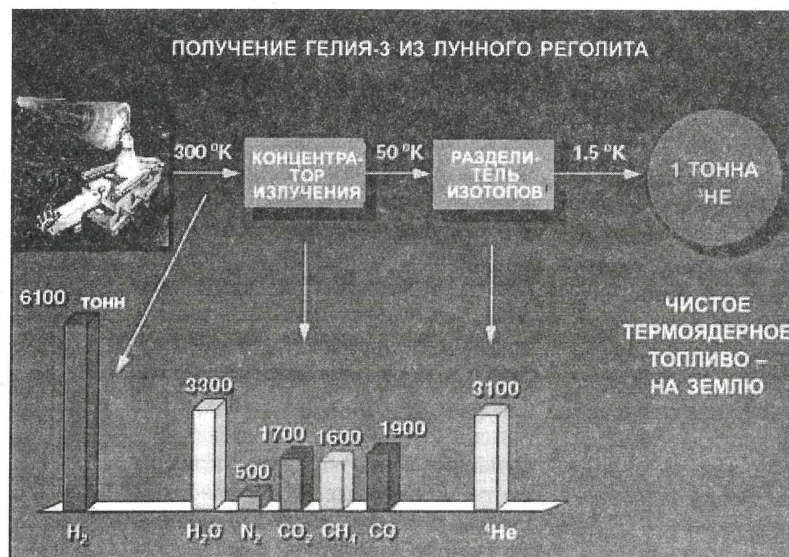 ПОЛУЧЕНИЕ ГЕЛИЯ-3 ИЗ ЛУННОГО РЕГОЛИТА
300 °K
КОНЦЕНТРА-
ТОР
ИЗЛУЧЕНИЯ
50 °K
РАЗДЕЛИ-
ТЕЛЬ
ИЗОТОПОВ
1.5 °K
1 ТОННА
³НЕ
6100 ТОНН
3300
500
1700
1600
1900
3100
ЧИСТОЕ
ТЕРМОЯДЕРНОЕ
ТОПЛИВО –
НА ЗЕМЛЮ
H₂
H₂O
N₂
CO₂
CH₄
CO
⁴He